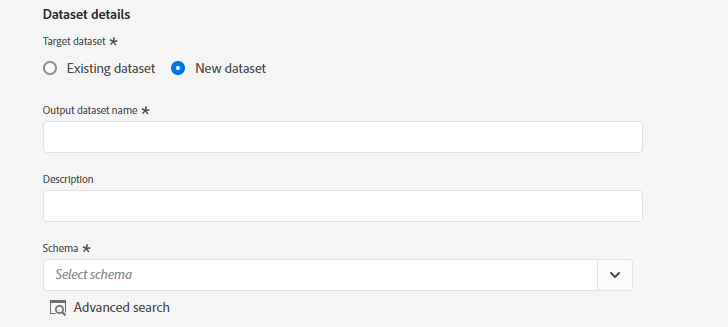 Dataset details
Target dataset *
Existing dataset New dataset
Output dataset name *
Description
Schema *
Select schema
Advanced search